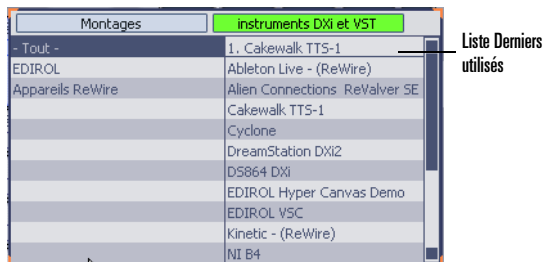 Montages
instruments DXi et VST
- Tout -
EDIROL
Appareils ReWire
1. Cakewalk TTS-1
Ableton Live - (ReWire)
Alien Connections ReValver SE
Cakewalk TTS-1
Cyclone
DreamStation DXi2
DS864 DXi
EDIROL Hyper Canvas Demo
EDIROL VSC
Kinetic - (ReWire)
NI B4
Liste Derniers
utilisés